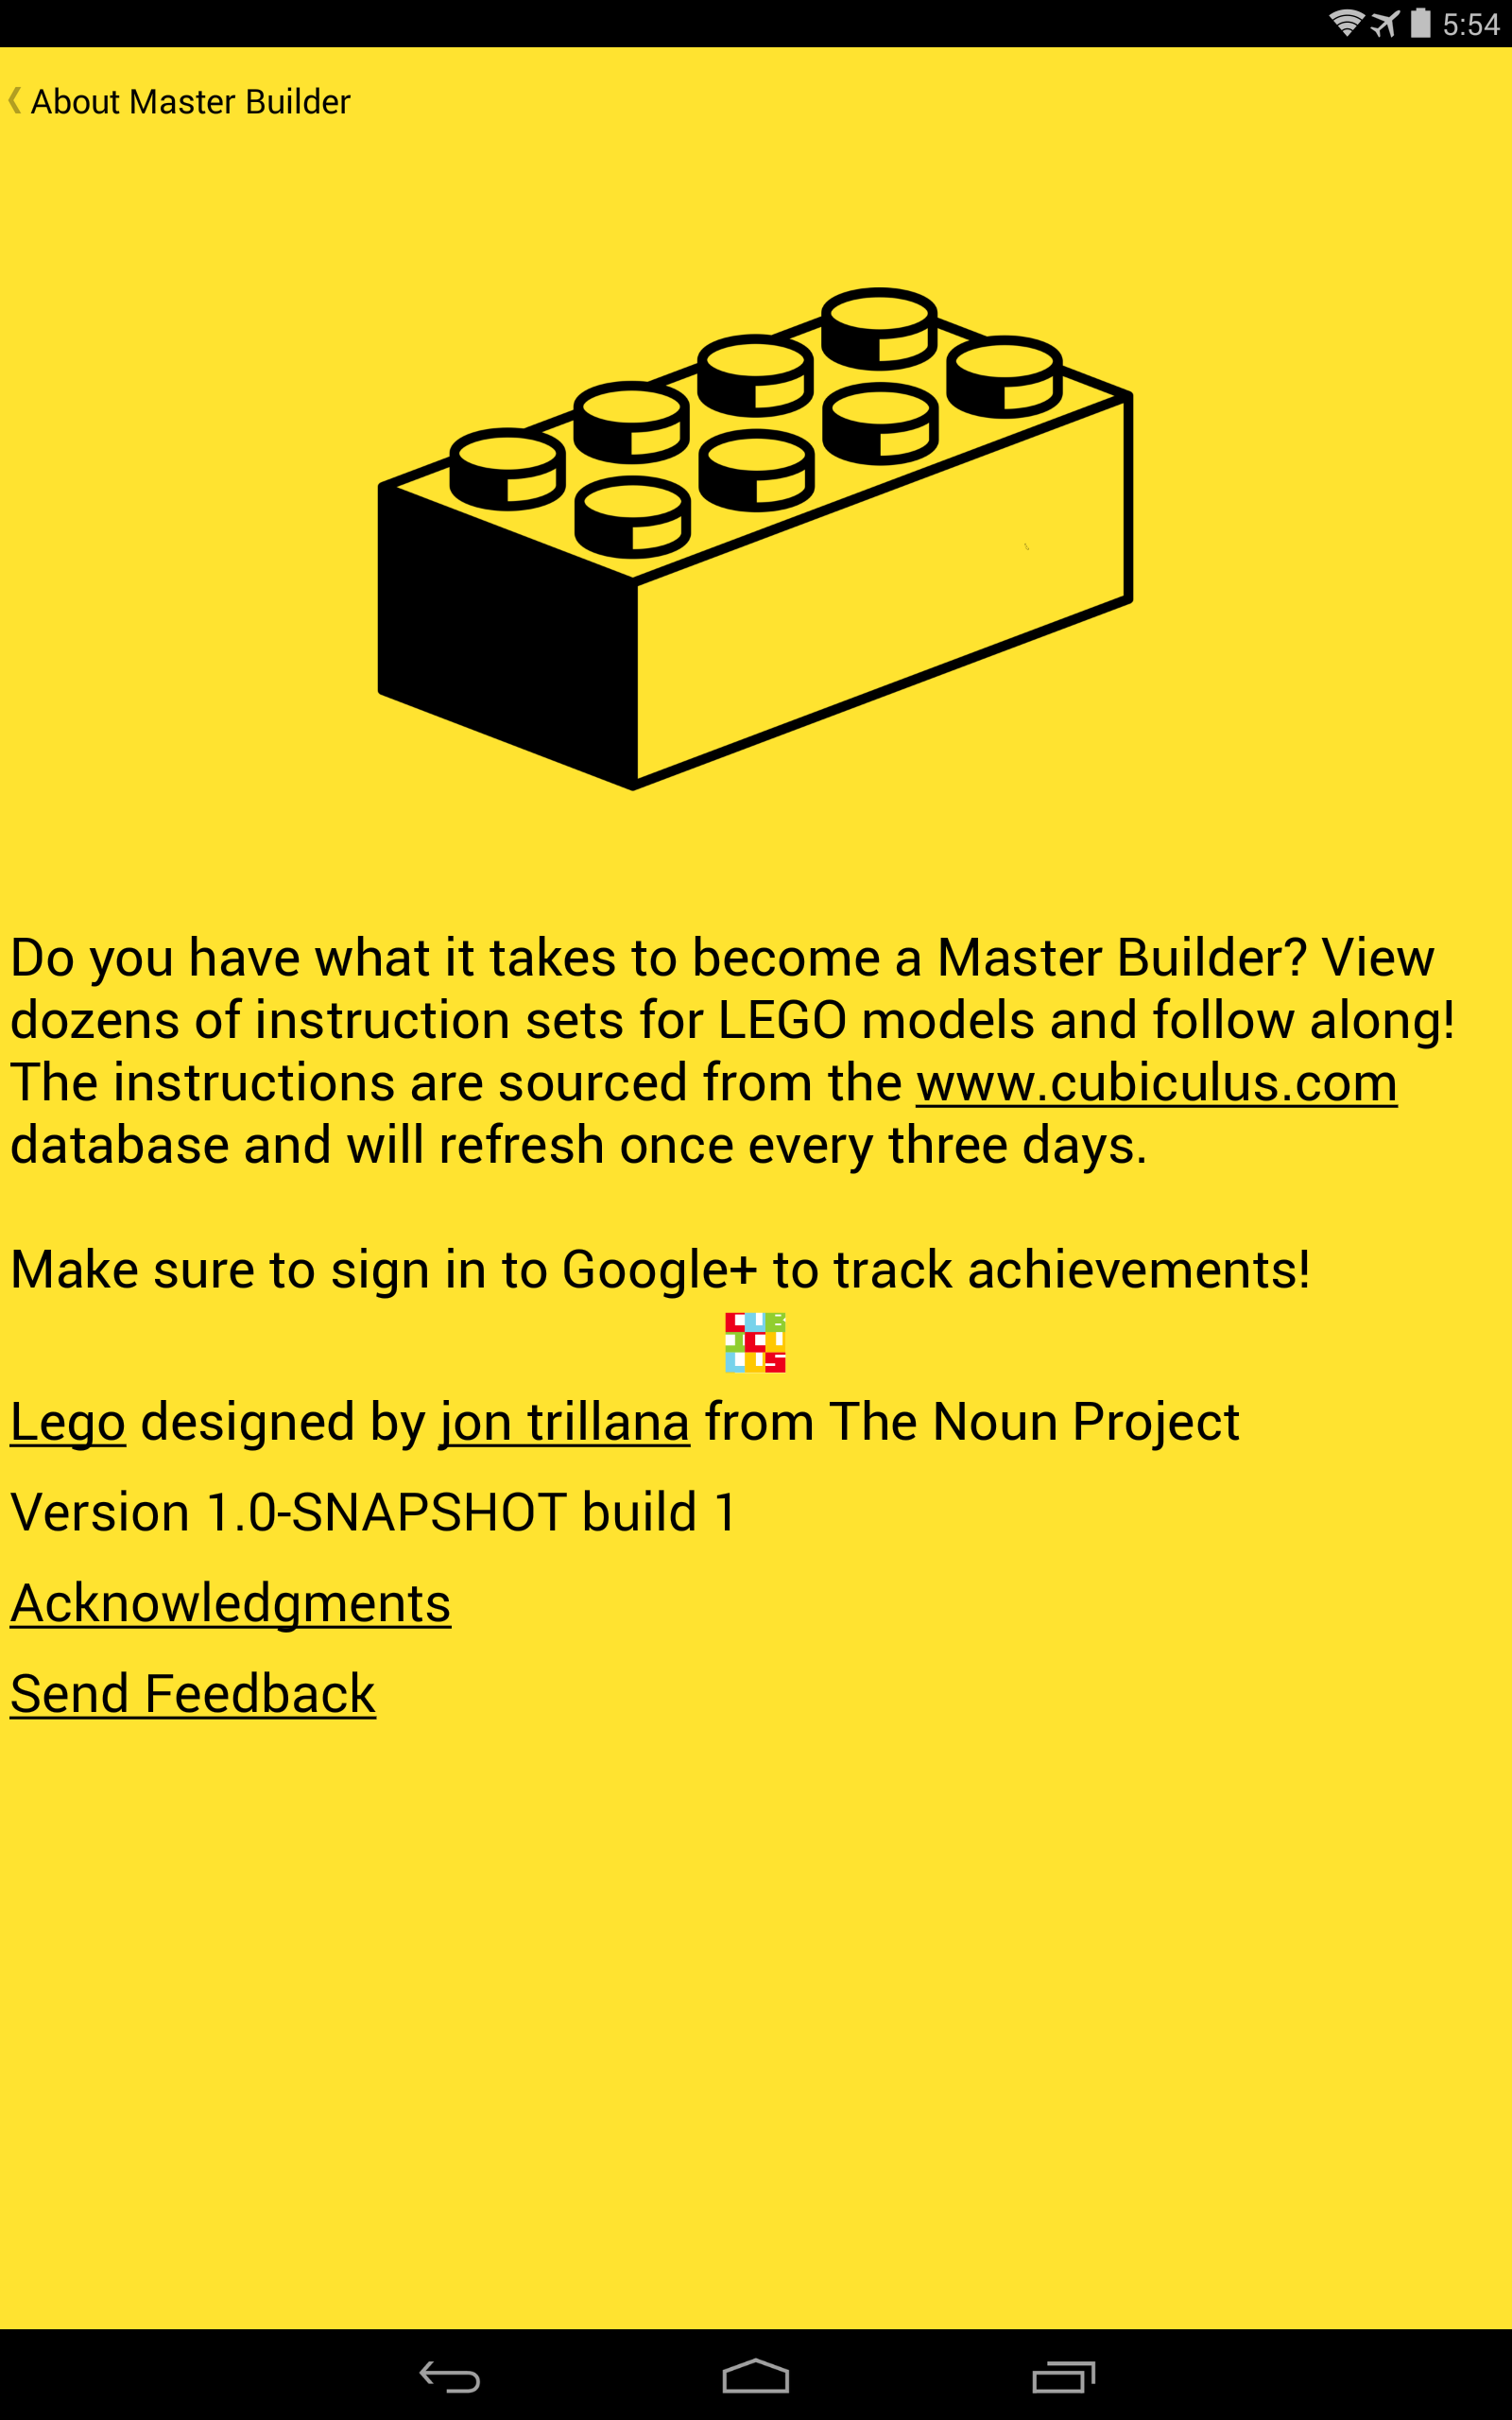 5:54
About Master Builder
Do you have what it takes to become a Master Builder? View
dozens of instruction sets for LEGO models and follow along!
The instructions are sourced from the www.cubiculus.com
database and will refresh once every three days.
Make sure to sign in to Google+ to track achievements!
CUB
ICU
LUS
Lego designed by jon trillana from The Noun Project
Version 1.0-SNAPSHOT build 1
Acknowledgments
Send Feedback